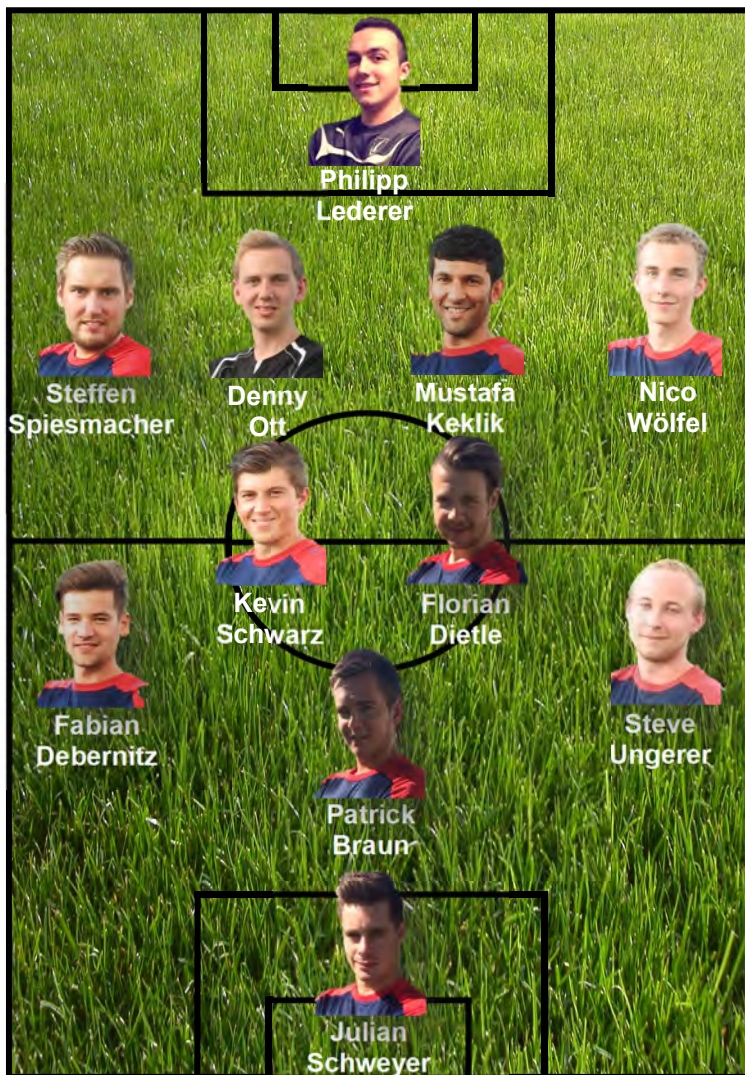 Philipp
Lederer
Steffen
Spiesmacher
Denny
Ott
Mustafa
Keklik
Nico
Wölfel
Kevin
Schwarz
Florian
Dietle
Fabian
Debernitz
Steve
Ungerer
Patrick
Braun
Julian
Schweyer